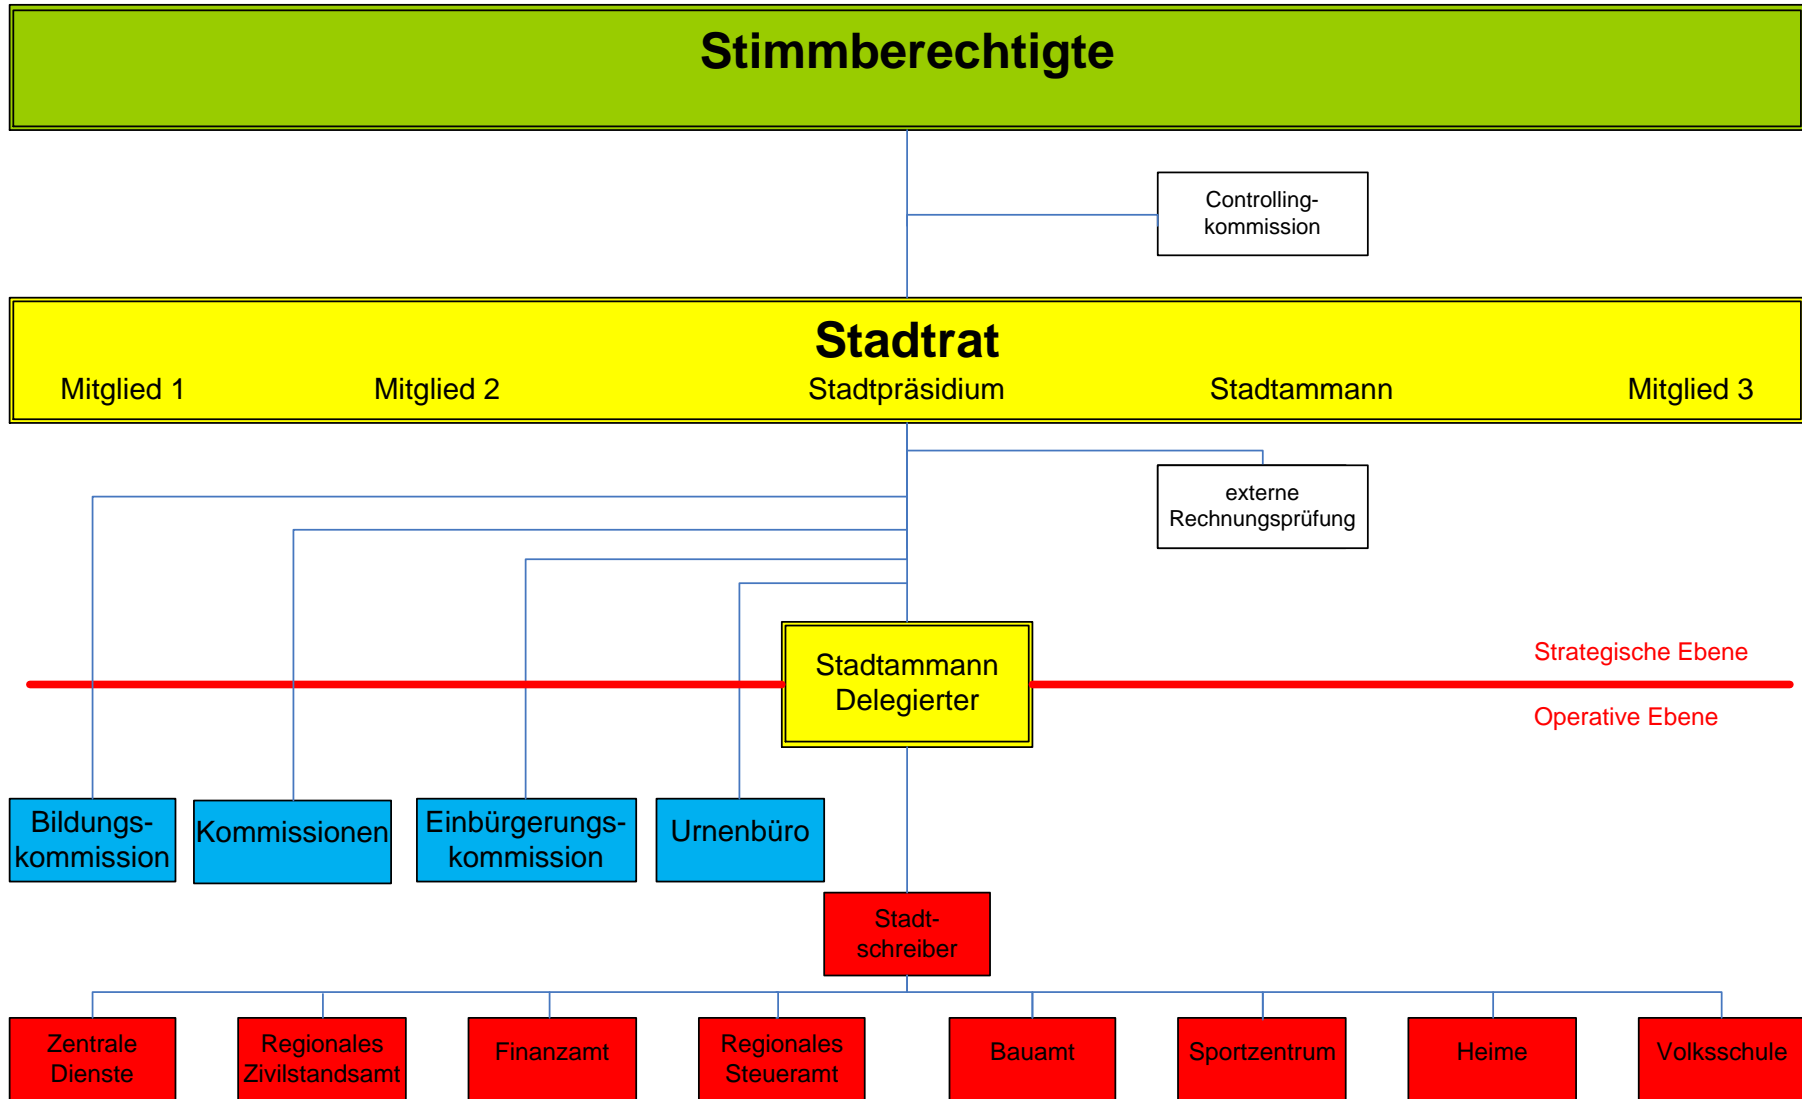 Stimmberechtigte
Controlling-
kommission
Stadtrat
Mitglied 1 Mitglied 2 Stadtpräsidium Stadtammann Mitglied 3
externe
Rechnungsprüfung
Stadtammann
Delegierter
Strategische Ebene
Operative Ebene
Bildungs-
kommission
Kommissionen
Einbürgerungs-
kommission
Urnenbüro
Stadt-
schreiber
Zentrale
Dienste
Regionales
Zivilstandsamt
Finanzamt
Regionales
Steueramt
Bauamt
Sportzentrum
Heime
Volksschule